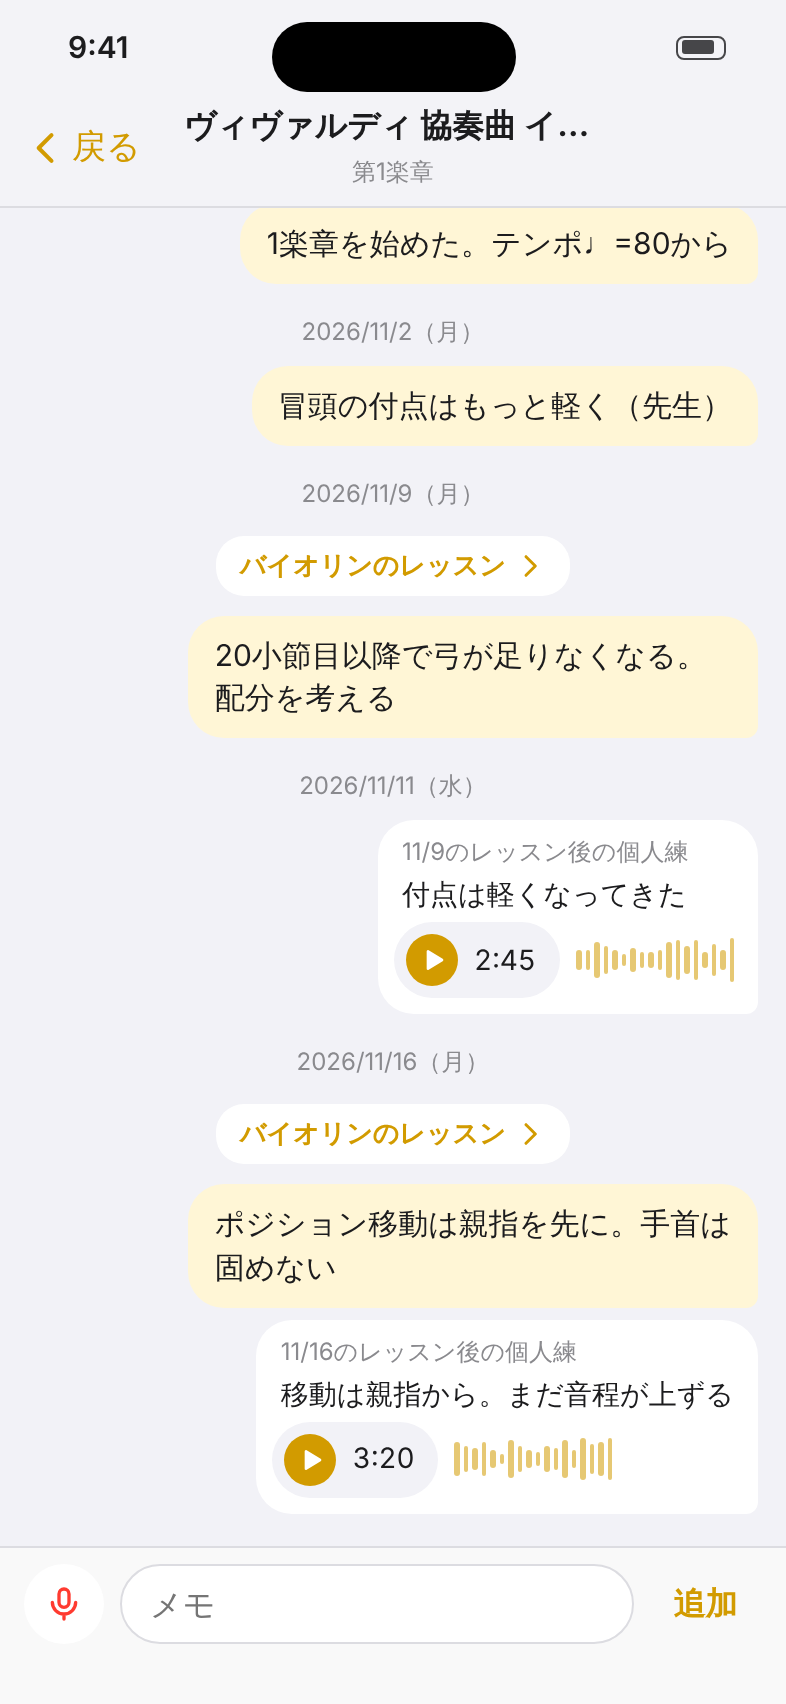 9:41
戻る
ヴィヴァルディ 協奏曲 イ…
第1楽章
1楽章を始めた。テンポ♩=80から
2026/11/2（月）
冒頭の付点はもっと軽く（先生）
2026/11/9（月）
バイオリンのレッスン
20小節目以降で弓が足りなくなる。
配分を考える
2026/11/11（水）
11/9のレッスン後の個人練
付点は軽くなってきた
2:45
2026/11/16（月）
バイオリンのレッスン
ポジション移動は親指を先に。手首は
固めない
11/16のレッスン後の個人練
移動は親指から。まだ音程が上ずる
3:20
メモ
追加